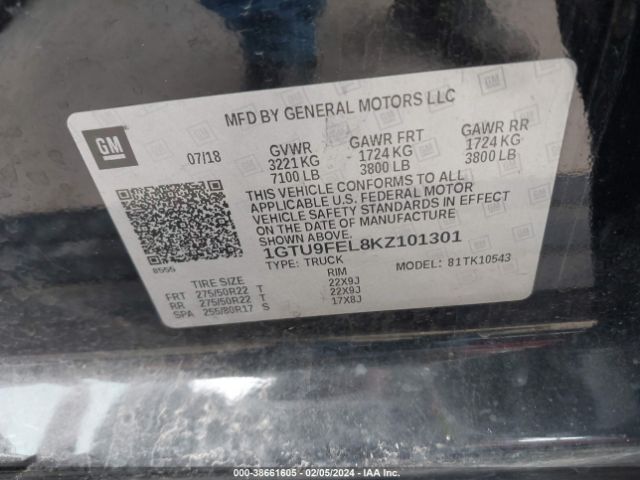 MFD BY GENERAL MOTORS LLC
GM
07/18
GVWR GAWR FRT GAWR RR
3221 KG 1724 KG 1724 KG
7100 LB 3800 LB 3800 LB
THIS VEHICLE CONFORMS TO ALL
APPLICABLE U.S. FEDERAL MOTOR
VEHICLE SAFETY STANDARDS IN EFFECT
ON THE DATE OF MANUFACTURE
SHOWN ABOVE.
1GTU9FEL8KZ101301
TYPE: TRUCK MODEL: 81TK10543
8555
TIRE SIZE RIM
FRT 275/50R22 T 22X9J
RR 275/50R22 T 22X9J
SPA 255/80R17 S 17X8J
000-38661605 - 02/05/2024 - IAA Inc.